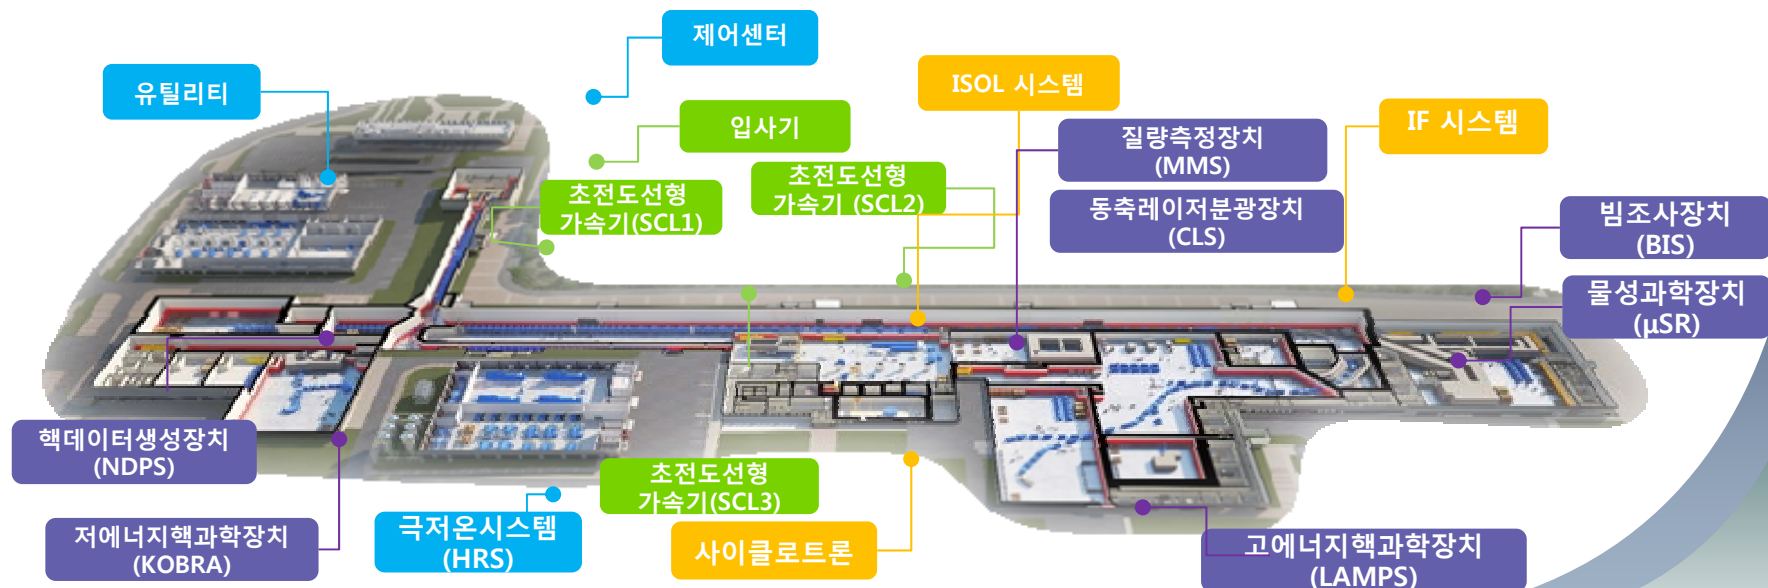 제어센터
유틸리티
ISOL 시스템
IF 시스템
입사기
질량측정장치
(MMS)
초전도선형
가속기(SCL1)
초전도선형
가속기 (SCL2)
동축레이저분광장치
(CLS)
빔조사장치
(BIS)
물성과학장치
(μSR)
핵데이터생성장치
(NDPS)
초전도선형
가속기(SCL3)
저에너지핵과학장치
(KOBRA)
극저온시스템
(HRS)
사이클로트론
고에너지핵과학장치
(LAMPS)